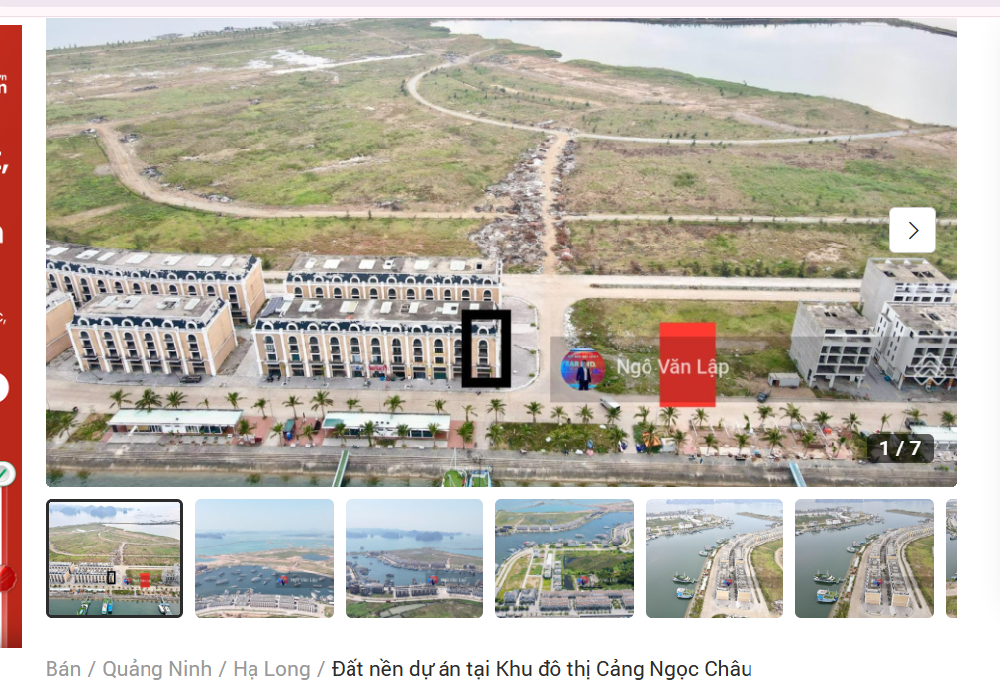 Ngô Văn Lập
1 / 7
Bán / Quảng Ninh / Hạ Long / Đất nền dự án tại Khu đô thị Cảng Ngọc Châu